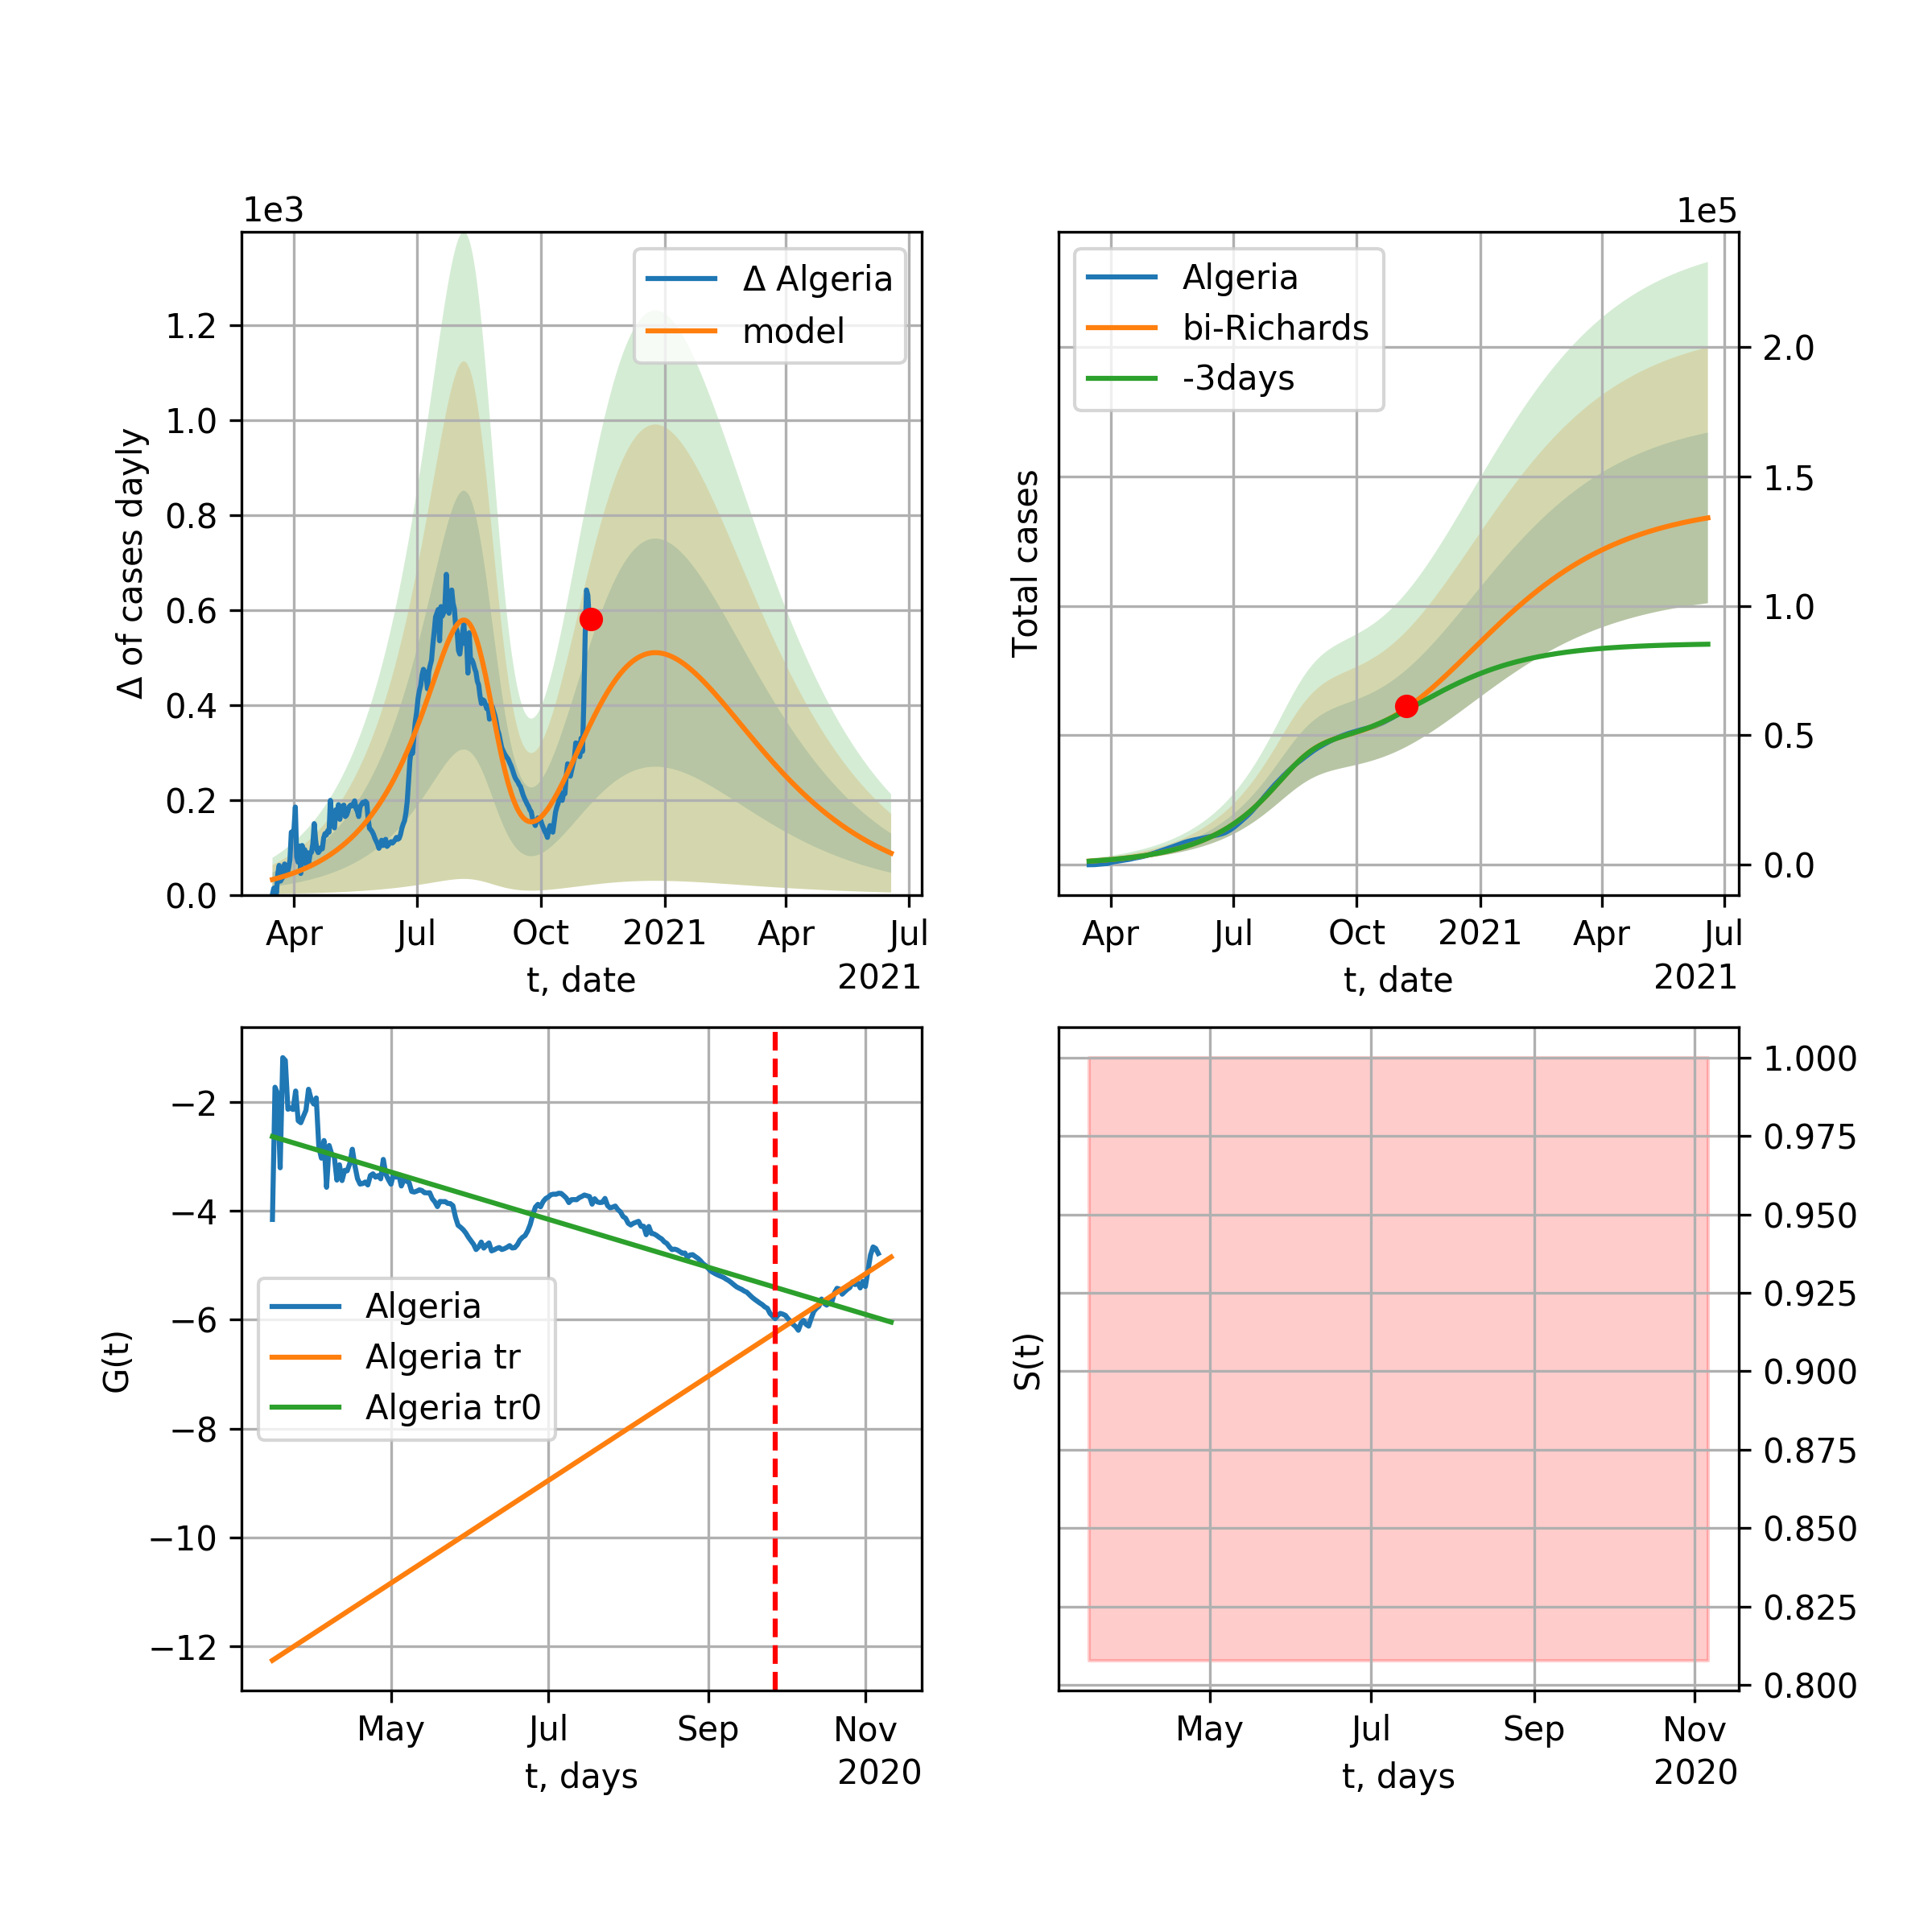 1e3
Δ of cases dayly
1.2
1.0
0.8
0.6
0.4
0.2
0.0
Δ Algeria
model
Apr
Jul
Oct
2021
Apr
Jul
t, date
2021
1e5
Total cases
Algeria
bi-Richards
-3days
2.0
1.5
1.0
0.5
0.0
Apr
Jul
Oct
2021
Apr
Jul
t, date
2021
G(t)
−2
−4
−6
−8
−10
−12
Algeria
Algeria tr
Algeria tr0
May
Jul
Sep
Nov
t, days
2020
S(t)
1.000
0.975
0.950
0.925
0.900
0.875
0.850
0.825
0.800
May
Jul
Sep
Nov
t, days
2020